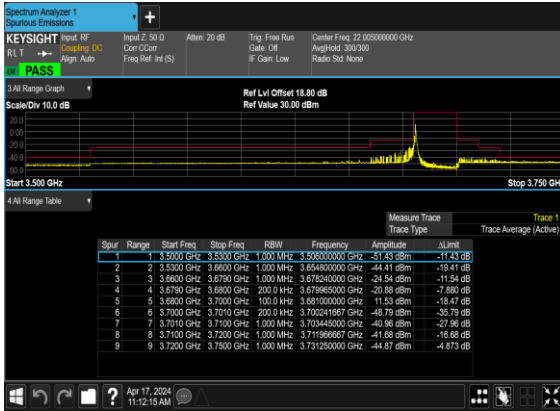 Spectrum Analyzer 1
Spurious Emissions
+
KEYSIGHT Input: RF Input Z: 50 Ω Atten: 20 dB Trig: Free Run Center Freq: 22.005000000 GHz
RLT Coupling: DC Corr CCorr Gate: Off Avg|Hold: 300/300
Align: Auto Freq Ref: Int (S) IF Gain: Low Radio Std: None
PASS
3 All Range Graph
Ref Lvl Offset 18.80 dB
Scale/Div 10.0 dB Ref Value 30.00 dBm
20.0
0.00
-20.0
-40.0
-60.0
Start 3.500 GHz Stop 3.750 GH
4 All Range Table
Measure Trace Trace 1
Trace Type Trace Average (Active)
Spur Range Start Freq Stop Freq RBW Frequency Amplitude ΔLimit
1 1 3.5000 GHz 3.5300 GHz 1.000 MHz 3.506000000 GHz -51.43 dBm -11.43 dB
2 2 3.5300 GHz 3.6600 GHz 1.000 MHz 3.654800000 GHz -44.41 dBm -19.41 dB
3 3 3.6600 GHz 3.6790 GHz 1.000 MHz 3.678240000 GHz -24.54 dBm -11.54 dB
4 4 3.6790 GHz 3.6800 GHz 200.0 kHz 3.679965000 GHz -20.88 dBm -7.880 dB
5 5 3.6800 GHz 3.7000 GHz 100.0 kHz 3.681000000 GHz 11.53 dBm -18.47 dB
6 6 3.7000 GHz 3.7010 GHz 200.0 kHz 3.700241667 GHz -48.79 dBm -35.79 dB
7 7 3.7010 GHz 3.7100 GHz 1.000 MHz 3.703445000 GHz -40.96 dBm -27.96 dB
8 8 3.7100 GHz 3.7200 GHz 1.000 MHz 3.711966667 GHz -41.68 dBm -16.68 dB
9 9 3.7200 GHz 3.7500 GHz 1.000 MHz 3.731250000 GHz -44.87 dBm -4.873 dB
? Apr 17, 2024
11:12:15 AM